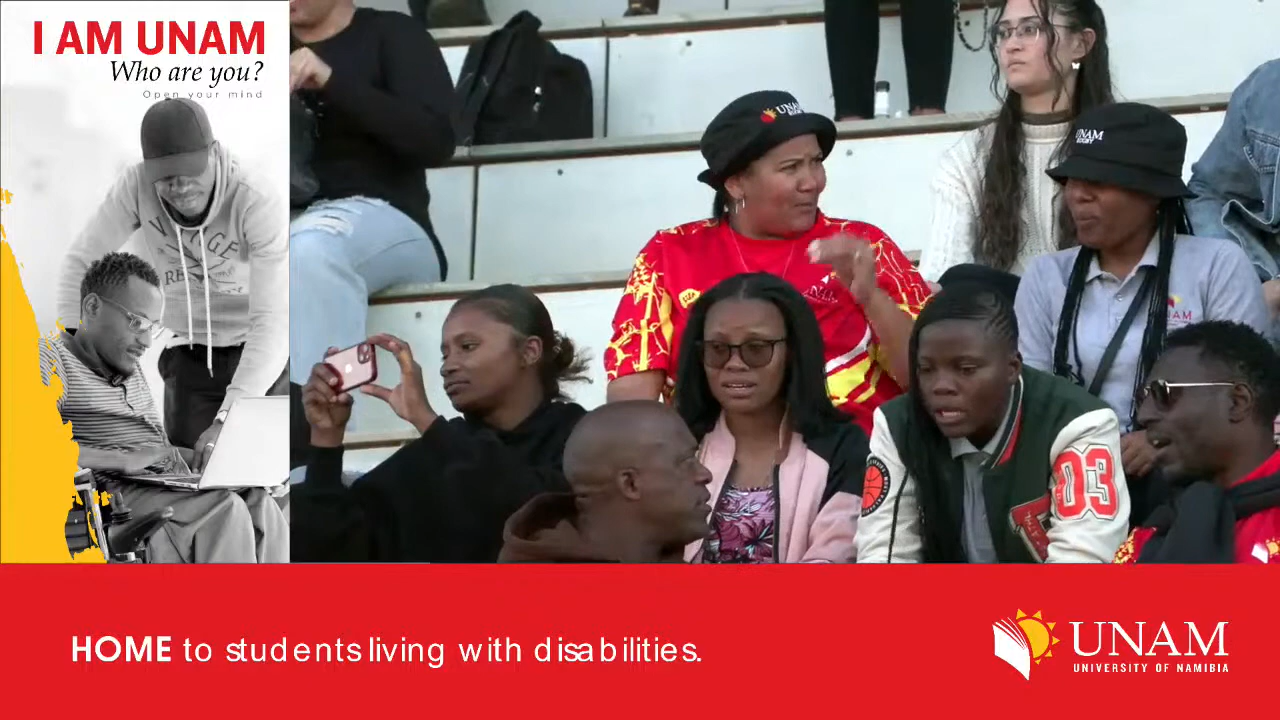 I AM UNAM
Who are you?
Open your mind
UNAM
UNAM
RUGBY
UNAM
03
HOME to students living with disabilities.
UNAM
UNIVERSITY OF NAMIBIA